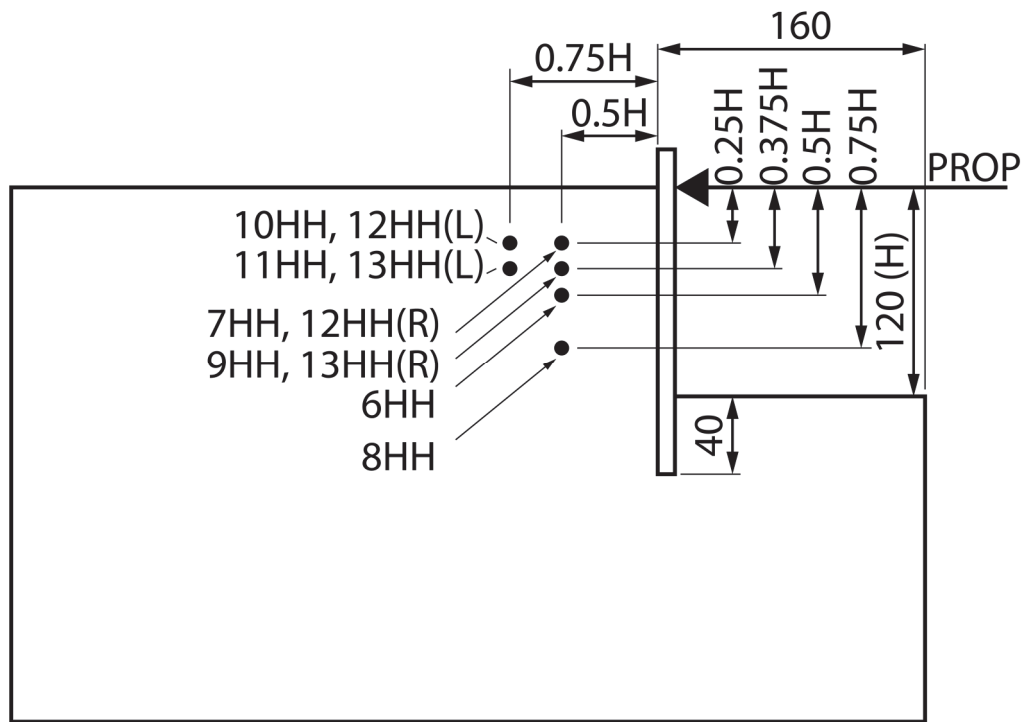 160
0.75H
0.5H
0.25H
0.375H
0.5H
0.75H
PROP
10HH, 12HH(L)
11HH, 13HH(L)
7HH, 12HH(R)
9HH, 13HH(R)
6HH
8HH
120 (H)
40